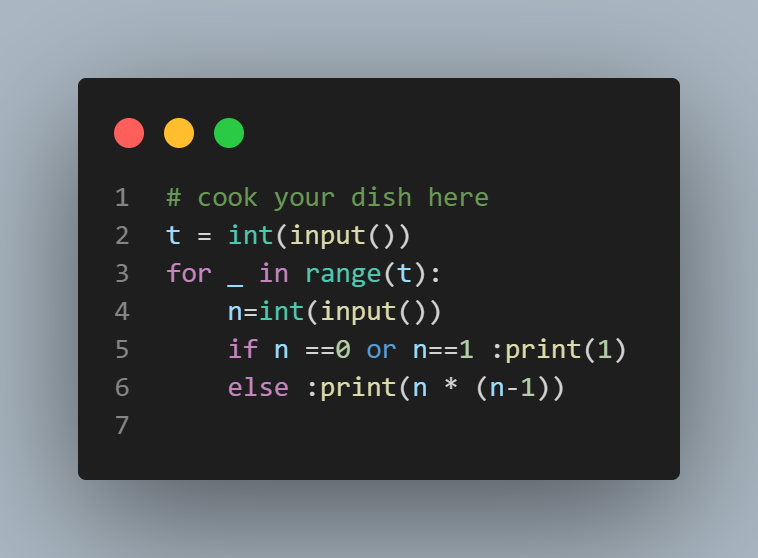 1 # cook your dish here
2 t = int(input())
3 for _ in range(t):
4     n=int(input())
5     if n ==0 or n==1 :print(1)
6     else :print(n * (n-1))
7